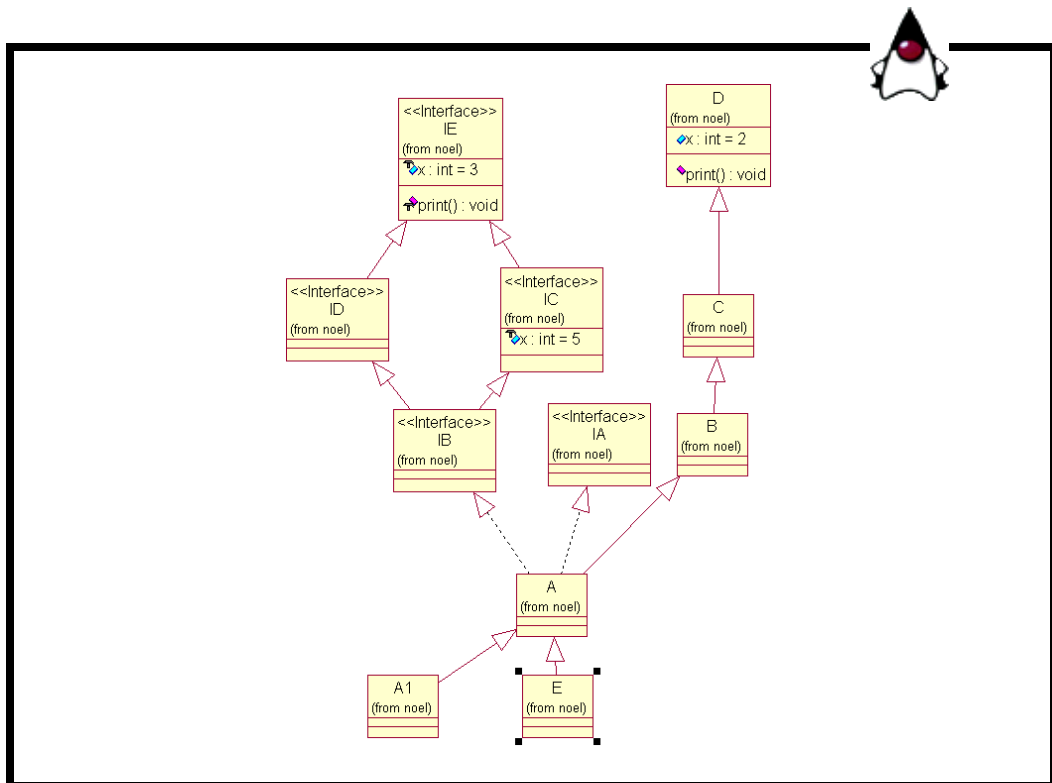 <<Interface>>
IE
(from noel)
x : int = 3
print() : void
D
(from noel)
x : int = 2
print() : void
<<Interface>>
ID
(from noel)
<<Interface>>
IC
(from noel)
x : int = 5
C
(from noel)
<<Interface>>
IB
(from noel)
<<Interface>>
IA
(from noel)
B
(from noel)
A
(from noel)
A1
(from noel)
E
(from noel)